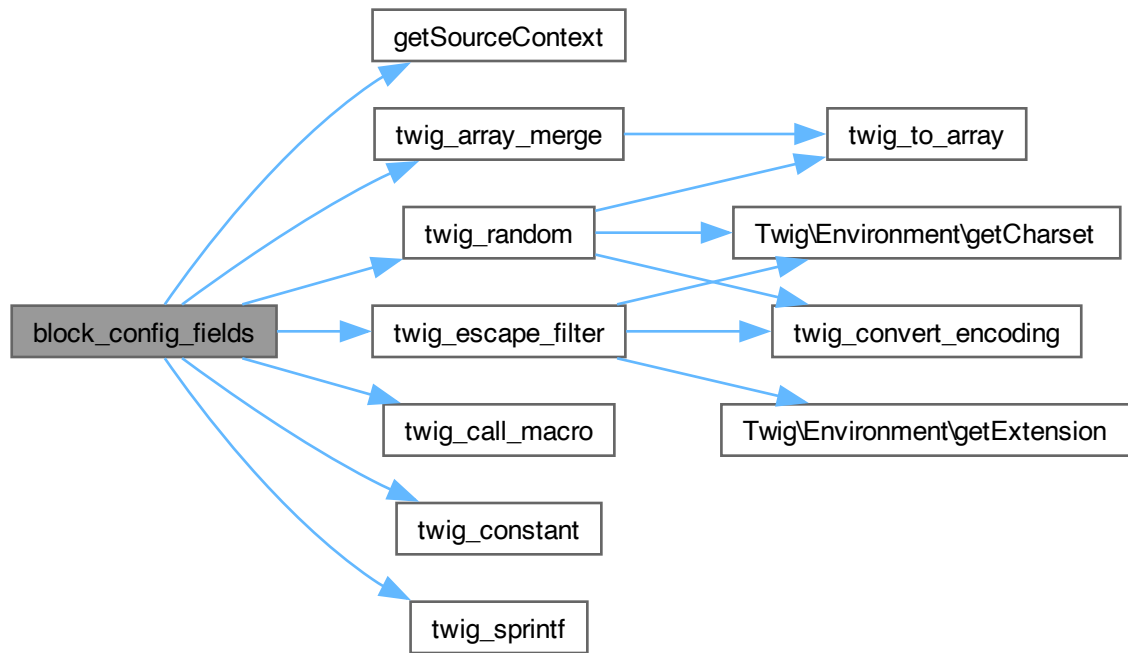 getSourceContext
twig_array_merge
twig_to_array
twig_random
Twig\Environment\getCharset
block_config_fields
twig_escape_filter
twig_convert_encoding
twig_call_macro
Twig\Environment\getExtension
twig_constant
twig_sprintf